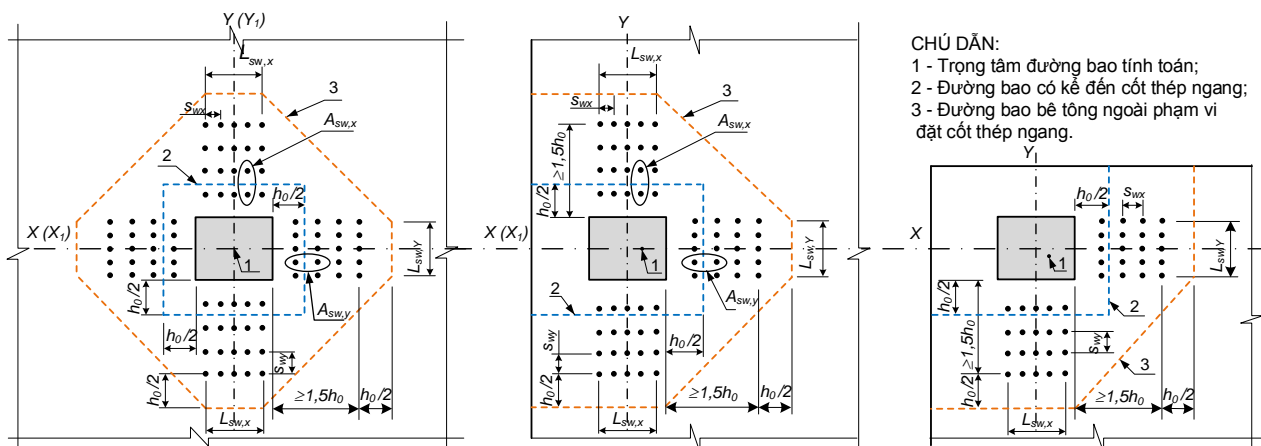 Y (Y1)
Lsw,x
3
swx
Asw,x
2
h0/2
X (X1)
1
Lsw,Y
h0/2
Asw,y
h0/2
swy
h0/2
≥1,5h0
h0/2
Lsw,x
Y
Lsw,x
3
swx
Asw,x
≥1,5h0
h0/2
X (X1)
1
Lsw,Y
2
Asw,y
h0/2
swy
h0/2
≥1,5h0
h0/2
Lsw,x
CHÚ DẪN:
1 - Trọng tâm đường bao tính toán;
2 - Đường bao có kể đến cốt thép ngang;
3 - Đường bao bê tông ngoài phạm vi
đặt cốt thép ngang.
Y
h0/2
swx
X
1
Lsw,Y
h0/2
≥1,5h0
2
swy
3
h0/2
≥1,5h0
h0/2
Lsw,x